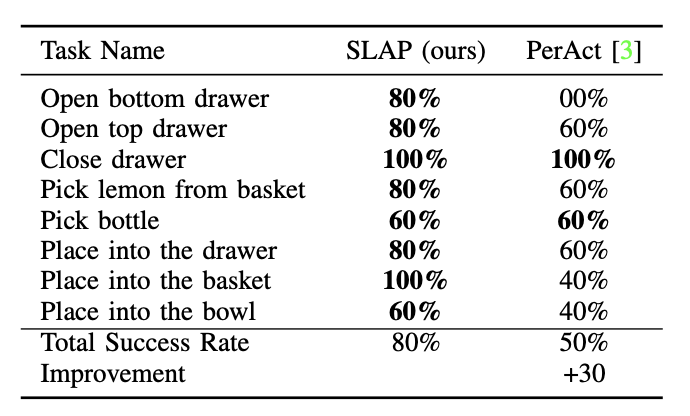 Task Name SLAP (ours) PerAct [3]
Open bottom drawer 80% 00%
Open top drawer 80% 60%
Close drawer 100% 100%
Pick lemon from basket 80% 60%
Pick bottle 60% 60%
Place into the drawer 80% 60%
Place into the basket 100% 40%
Place into the bowl 60% 40%
Total Success Rate 80% 50%
Improvement +30